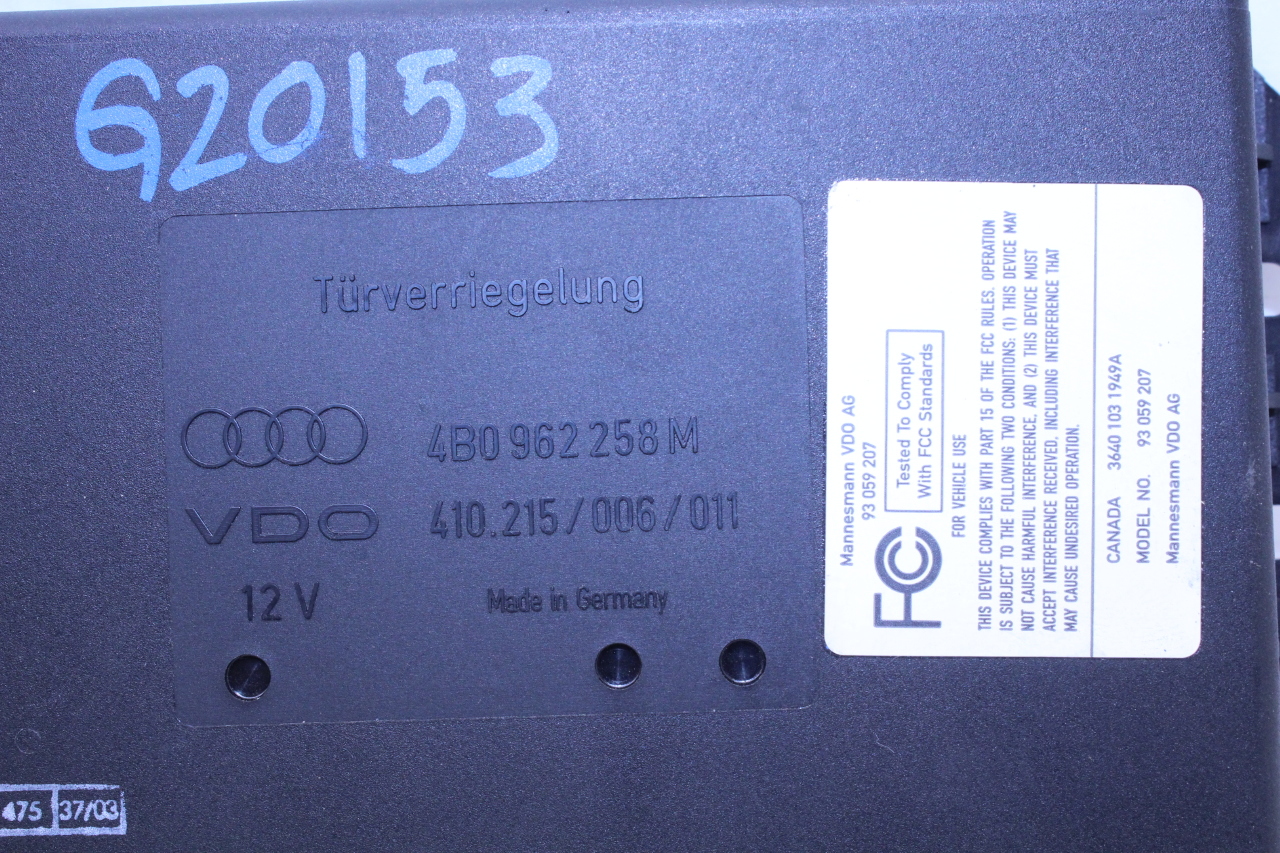 G20153
Türverriegelung
4B0 962 258 M
VDO
410.215/006/011
12 V
Made in Germany
Mannesmann VDO AG
93 059 207
FC
Tested To Comply
With FCC Standards
FOR VEHICLE USE
THIS DEVICE COMPLIES WITH PART 15 OF THE FCC RULES. OPERATION
IS SUBJECT TO THE FOLLOWING TWO CONDITIONS: (1) THIS DEVICE MAY
NOT CAUSE HARMFUL INTERFERENCE, AND (2) THIS DEVICE MUST
ACCEPT INTERFERENCE RECEIVED, INCLUDING INTERFERENCE THAT
MAY CAUSE UNDESIRED OPERATION.
CANADA 3640 103 1949A
MODEL NO. 93 059 207
Mannesmann VDO AG
475 37/03